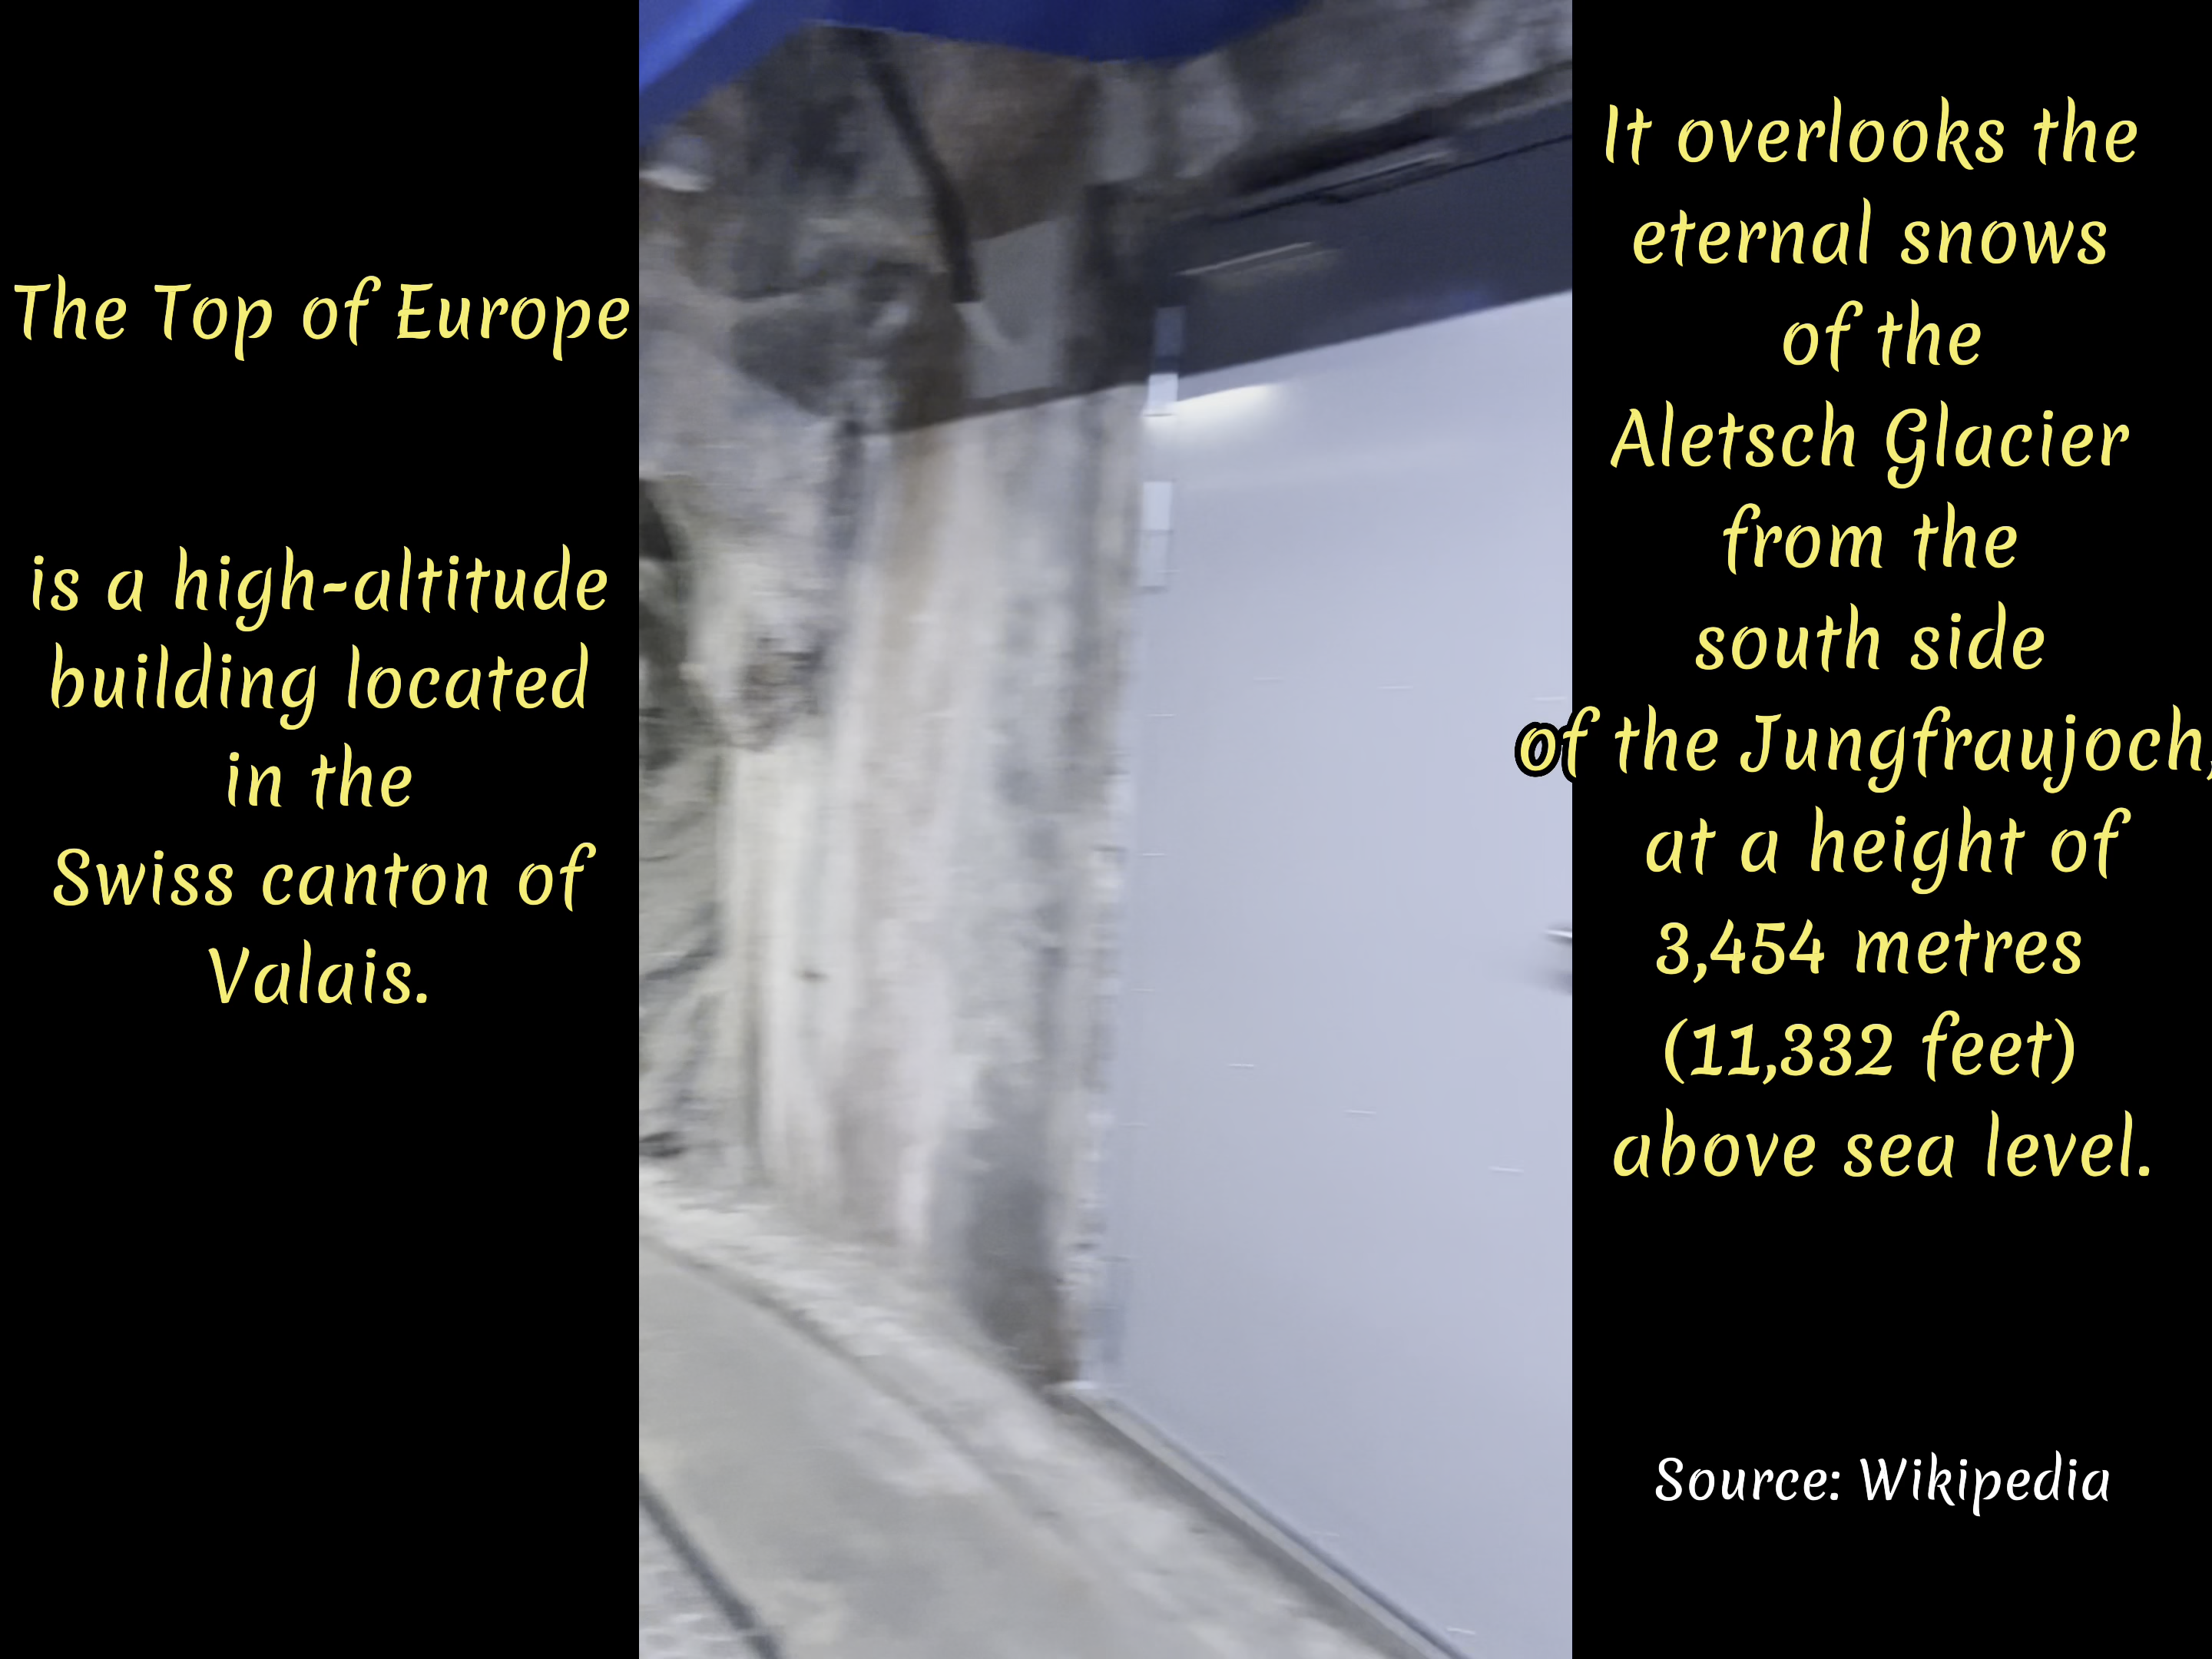 The Top of Europe
is a high-altitude
building located
in the
Swiss canton of
Valais.
It overlooks the
eternal snows
of the
Aletsch Glacier
from the
south side
of the Jungfraujoch,
at a height of
3,454 metres
(11,332 feet)
above sea level.
Source: Wikipedia